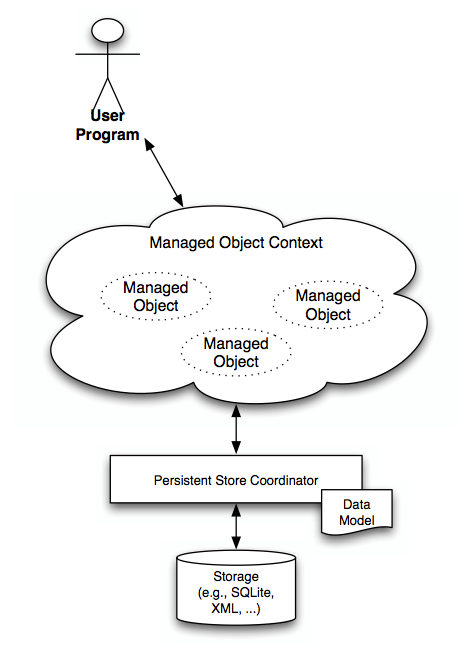 User
Program
Managed Object Context
Managed
Object
Managed
Object
Managed
Object
Persistent Store Coordinator
Data
Model
Storage
(e.g., SQLite,
XML, ...)